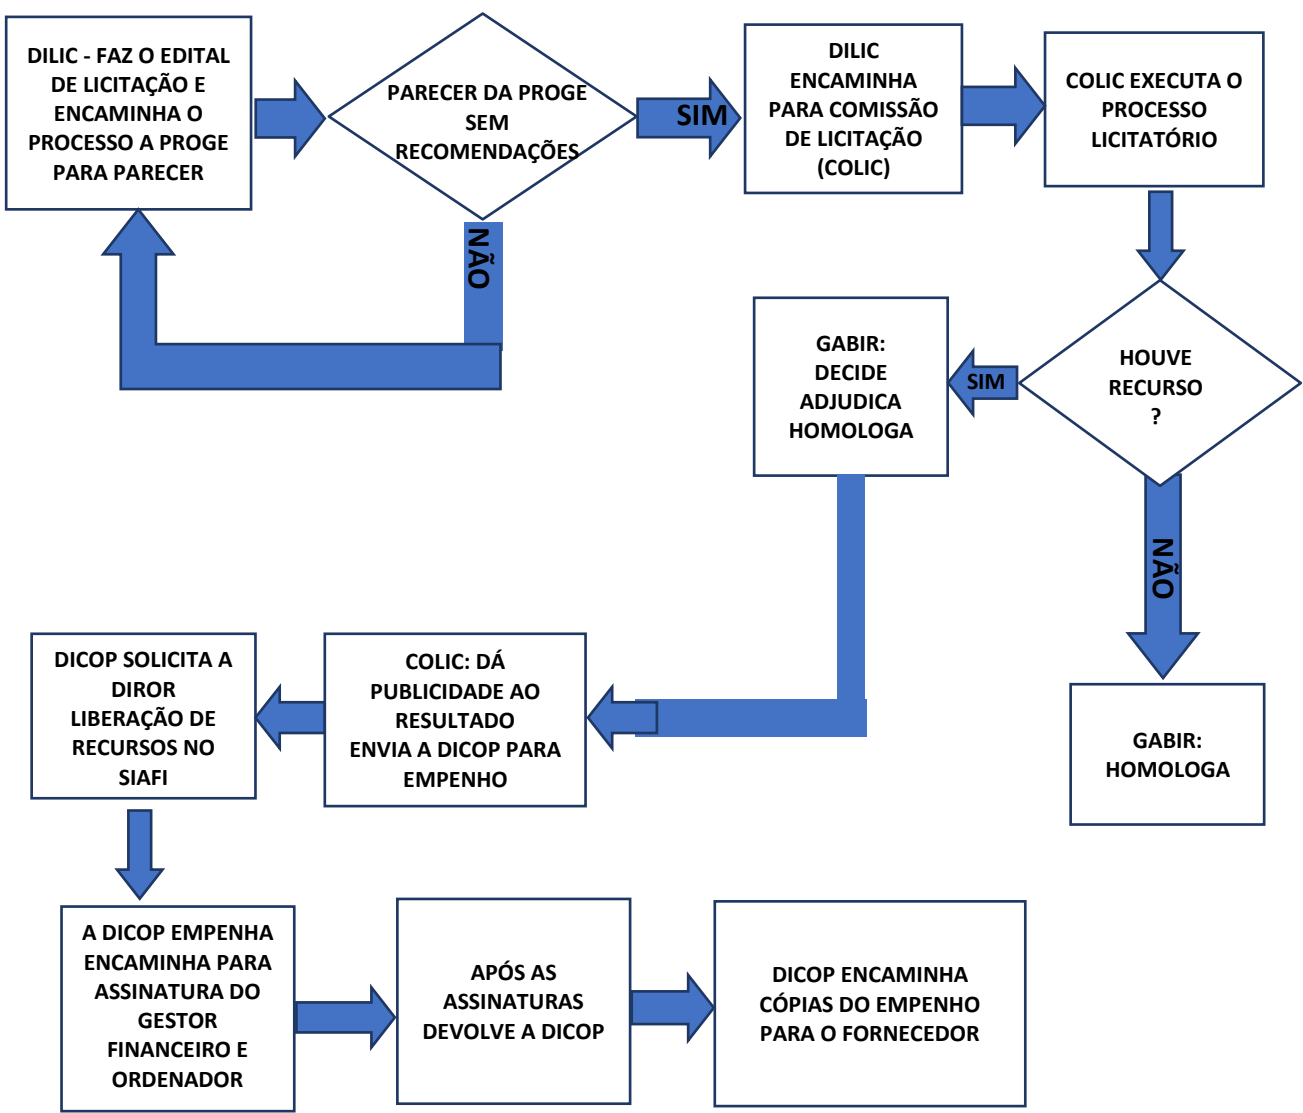 DILIC - FAZ O EDITAL
DE LICITAÇÃO E
ENCAMINHA O
PROCESSO A PROGE
PARA PARECER
PARECER DA PROGE
SEM
RECOMENDAÇÕES
SIM
DILIC
ENCAMINHA
PARA COMISSÃO
DE LICITAÇÃO
(COLIC)
COLIC EXECUTA O
PROCESSO
LICITATÓRIO
NÃO
HOUVE
RECURSO
?
SIM
GABIR:
DECIDE
ADJUDICA
HOMOLOGA
NÃO
GABIR:
HOMOLOGA
COLIC: DÁ
PUBLICIDADE AO
RESULTADO
ENVIA A DICOP PARA
EMPENHO
DICOP SOLICITA A
DIROR
LIBERAÇÃO DE
RECURSOS NO
SIAFI
A DICOP EMPENHA
ENCAMINHA PARA
ASSINATURA DO
GESTOR
FINANCEIRO E
ORDENADOR
APÓS AS
ASSINATURAS
DEVOLVE A DICOP
DICOP ENCAMINHA
CÓPIAS DO EMPENHO
PARA O FORNECEDOR